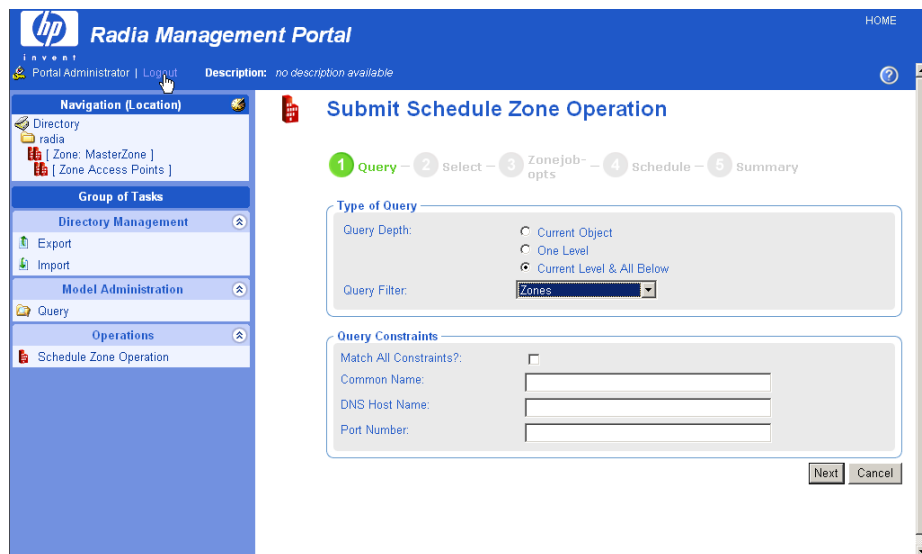 hp
invent
Radia Management Portal
HOME
Portal Administrator | Logout
Description: no description available
?
Navigation (Location)
Directory
radia
[ Zone: MasterZone ]
[ Zone Access Points ]
Group of Tasks
Directory Management
Export
Import
Model Administration
Query
Operations
Schedule Zone Operation
Submit Schedule Zone Operation
1 Query – 2 Select – 3 Zonejob-opts – 4 Schedule – 5 Summary
Type of Query
Query Depth:
Current Object
One Level
Current Level & All Below
Query Filter: Zones
Query Constraints
Match All Constraints?:
Common Name:
DNS Host Name:
Port Number:
Next Cancel